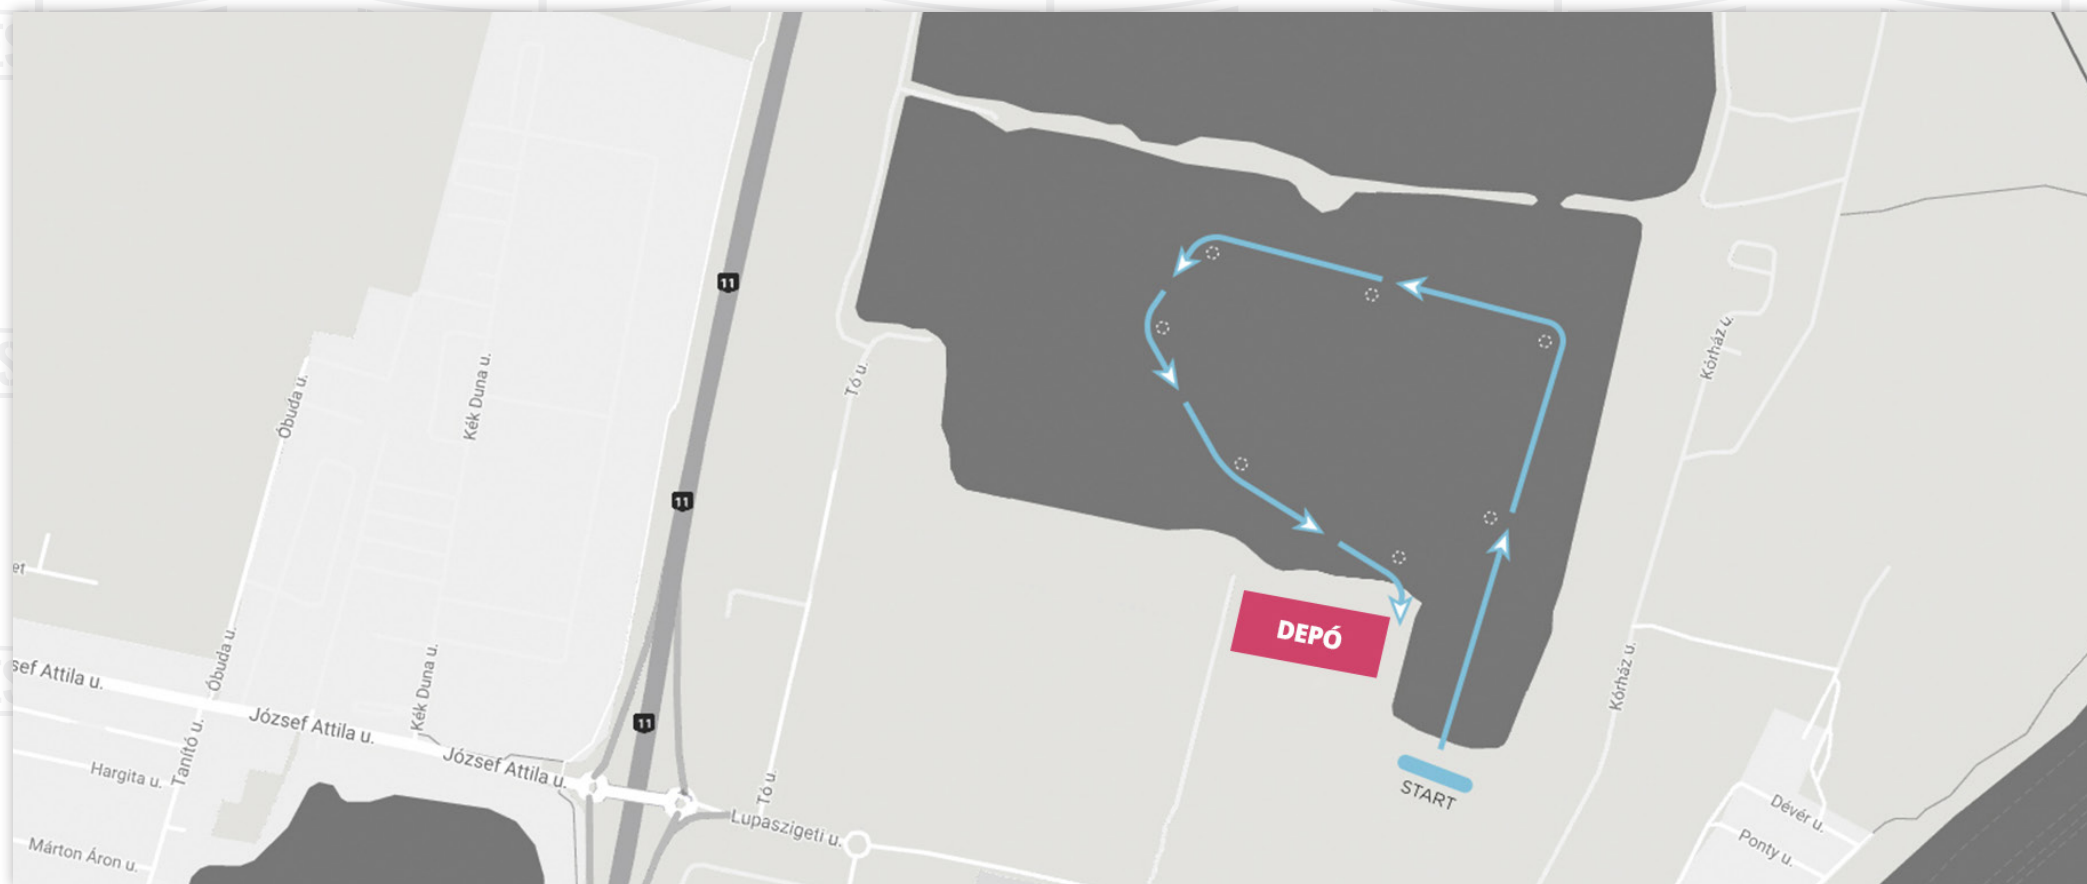 11
Kórház u.
Tó u.
Óbuda u.
Kék Duna u.
11
et
DEPÓ
Óbuda u.
Kórház u.
sef Attila u.
Kék Duna u.
József Attila u.
11
Tanító u.
József Attila u.
Hargita u.
Tó u.
START
Lupaszigeti u.
Dévér u.
Ponty u.
Márton Áron u.